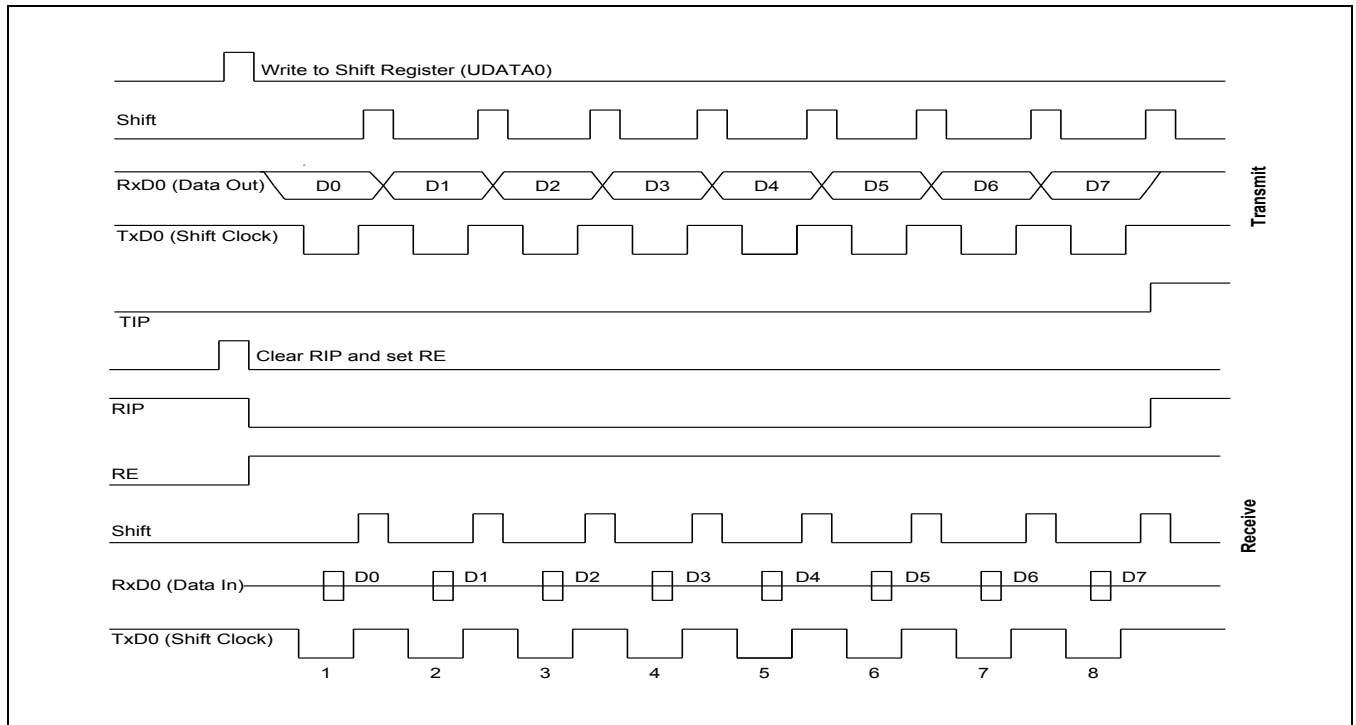 Write to Shift Register (UDATA0)
Shift
RxD0 (Data Out) D0 D1 D2 D3 D4 D5 D6 D7
TxD0 (Shift Clock)
TIP
Transmit
Clear RIP and set RE
RIP
RE
Shift
RxD0 (Data In) D0 D1 D2 D3 D4 D5 D6 D7
TxD0 (Shift Clock)
1 2 3 4 5 6 7 8
Receive